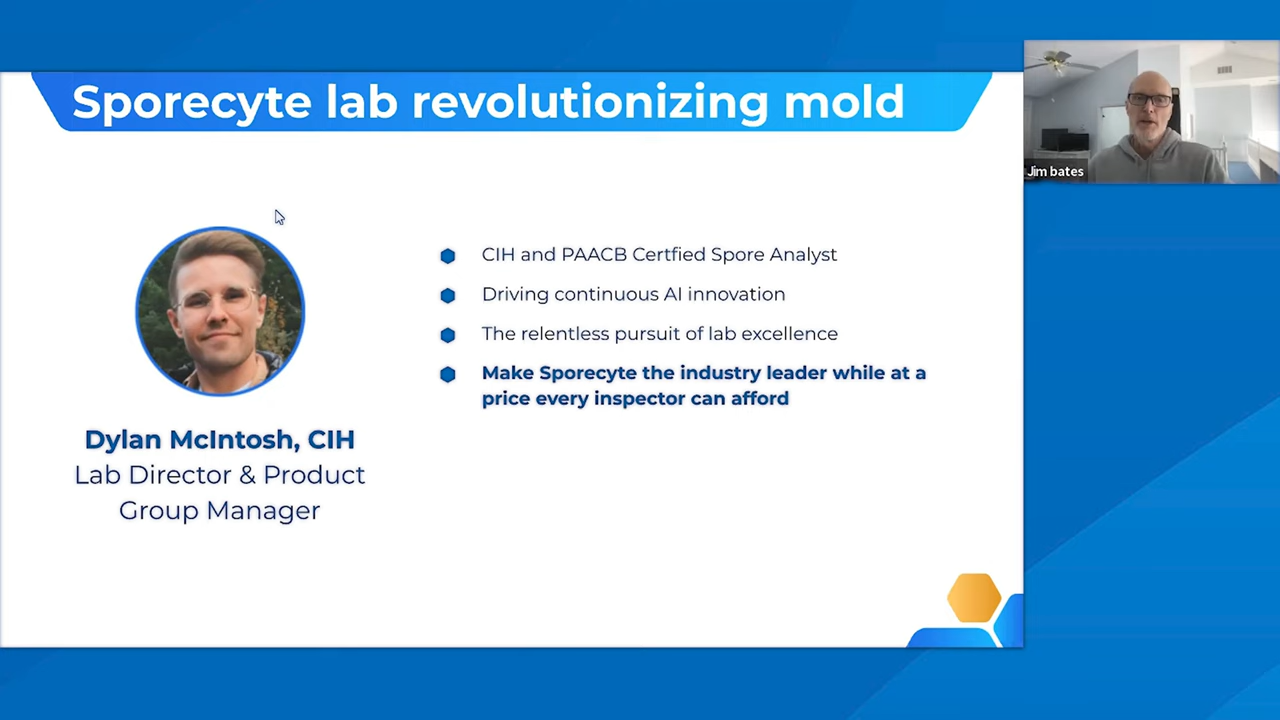 Sporecyte lab revolutionizing mold
Jim bates
CIH and PAACB Certfied Spore Analyst
Driving continuous AI innovation
The relentless pursuit of lab excellence
Make Sporecyte the industry leader while at a
price every inspector can afford
Dylan McIntosh, CIH
Lab Director & Product
Group Manager